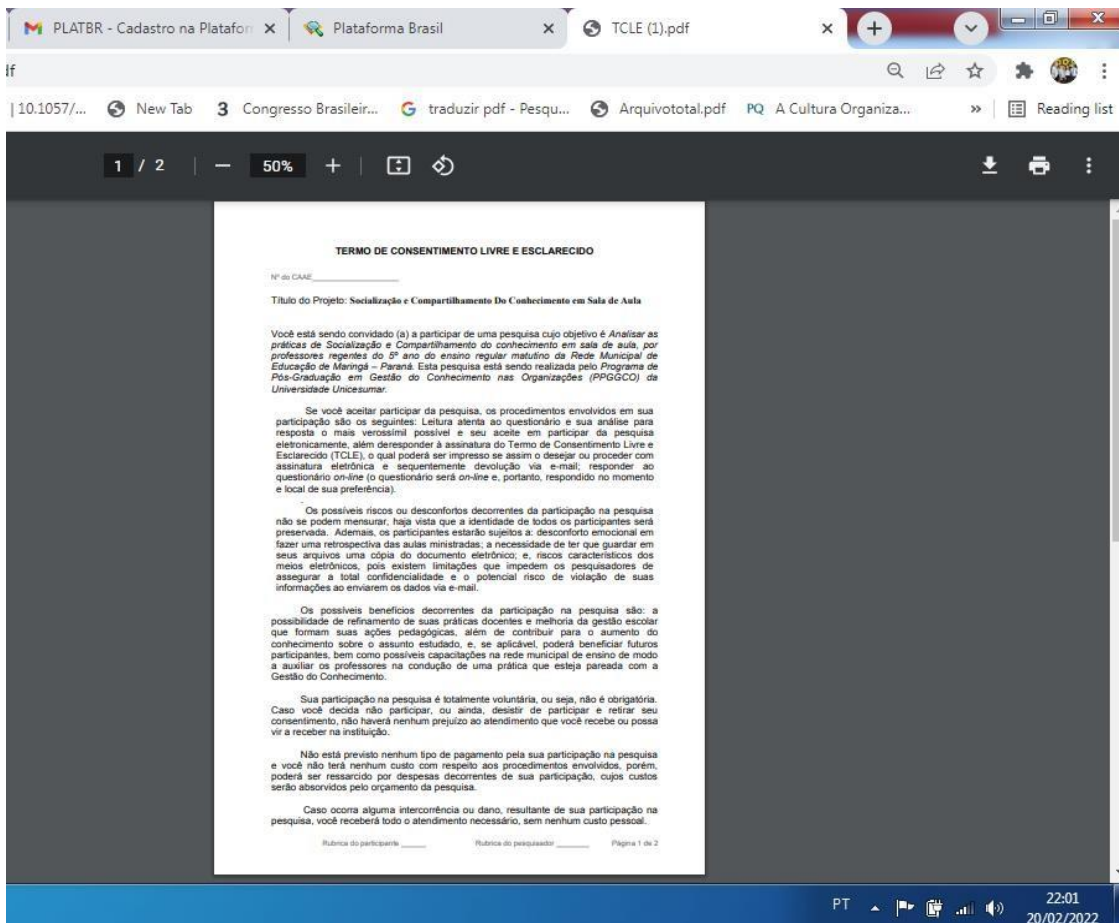 PLATBR - Cadastro na Platafor
Plataforma Brasil
TCLE (1).pdf
df
| 10.1057/...
New Tab
3 Congresso Brasileir...
G traduzir pdf - Pesqu...
Arquivototal.pdf
PQ A Cultura Organiza...
»
Reading list
1 / 2
50%
TERMO DE CONSENTIMENTO LIVRE E ESCLARECIDO
Nº do CAAE____________________
Título do Projeto: Socialização e Compartilhamento Do Conhecimento em Sala de Aula
Você está sendo convidado (a) a participar de uma pesquisa cujo objetivo é Analisar as
práticas de Socialização e Compartilhamento do conhecimento em sala de aula, por
professores regentes do 5º ano do ensino regular matutino da Rede Municipal de
Educação de Maringá – Paraná. Esta pesquisa está sendo realizada pelo Programa de
Pós-Graduação em Gestão do Conhecimento nas Organizações (PPGGCO) da
Universidade Unicesumar.
Se você aceitar participar da pesquisa, os procedimentos envolvidos em sua
participação são os seguintes: Leitura atenta ao questionário e sua análise para
resposta o mais verossímil possível e seu aceite em participar da pesquisa
eletronicamente, além deresponder à assinatura do Termo de Consentimento Livre e
Esclarecido (TCLE), o qual poderá ser impresso se assim o desejar ou proceder com
assinatura eletrônica e sequentemente devolução via e-mail; responder ao
questionário on-line (o questionário será on-line e, portanto, respondido no momento
e local de sua preferência).
.
Os possíveis riscos ou desconfortos decorrentes da participação na pesquisa
não se podem mensurar, haja vista que a identidade de todos os participantes será
preservada. Ademais, os participantes estarão sujeitos a: desconforto emocional em
fazer uma retrospectiva das aulas ministradas; a necessidade de ter que guardar em
seus arquivos uma cópia do documento eletrônico; e, riscos característicos dos
meios eletrônicos, pois existem limitações que impedem os pesquisadores de
assegurar a total confidencialidade e o potencial risco de violação de suas
informações ao enviarem os dados via e-mail.
Os possíveis benefícios decorrentes da participação na pesquisa são: a
possibilidade de refinamento de suas práticas docentes e melhoria da gestão escolar
que formam suas ações pedagógicas, além de contribuir para o aumento do
conhecimento sobre o assunto estudado, e, se aplicável, poderá beneficiar futuros
participantes, bem como possíveis capacitações na rede municipal de ensino de modo
a auxiliar os professores na condução de uma prática que esteja pareada com a
Gestão do Conhecimento.
Sua participação na pesquisa é totalmente voluntária, ou seja, não é obrigatória.
Caso você decida não participar, ou ainda, desistir de participar e retirar seu
consentimento, não haverá nenhum prejuízo ao atendimento que você recebe ou possa
vir a receber na instituição.
Não está previsto nenhum tipo de pagamento pela sua participação na pesquisa
e você não terá nenhum custo com respeito aos procedimentos envolvidos, porém,
poderá ser ressarcido por despesas decorrentes de sua participação, cujos custos
serão absorvidos pelo orçamento da pesquisa.
Caso ocorra alguma intercorrência ou dano, resultante de sua participação na
pesquisa, você receberá todo o atendimento necessário, sem nenhum custo pessoal.
Rubrica do participante ______ Rubrica do pesquisador ________ Página 1 de 2
PT
22:01
20/02/2022